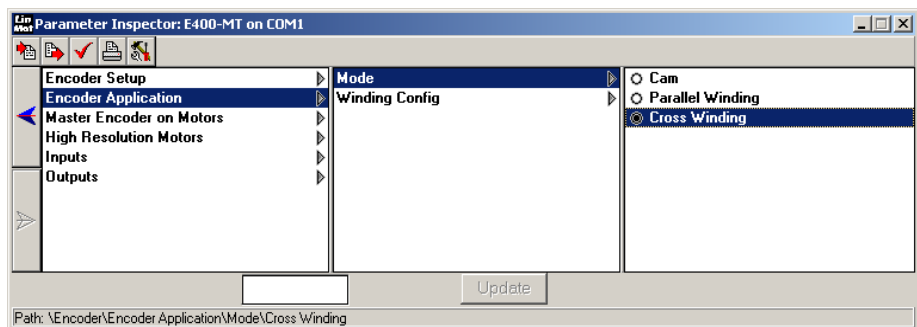 Lin
Mot
Parameter Inspector: E400-MT on COM1
Encoder Setup
Encoder Application
Master Encoder on Motors
High Resolution Motors
Inputs
Outputs
Mode
Winding Config
Cam
Parallel Winding
Cross Winding
Update
Path: \Encoder\Encoder Application\Mode\Cross Winding